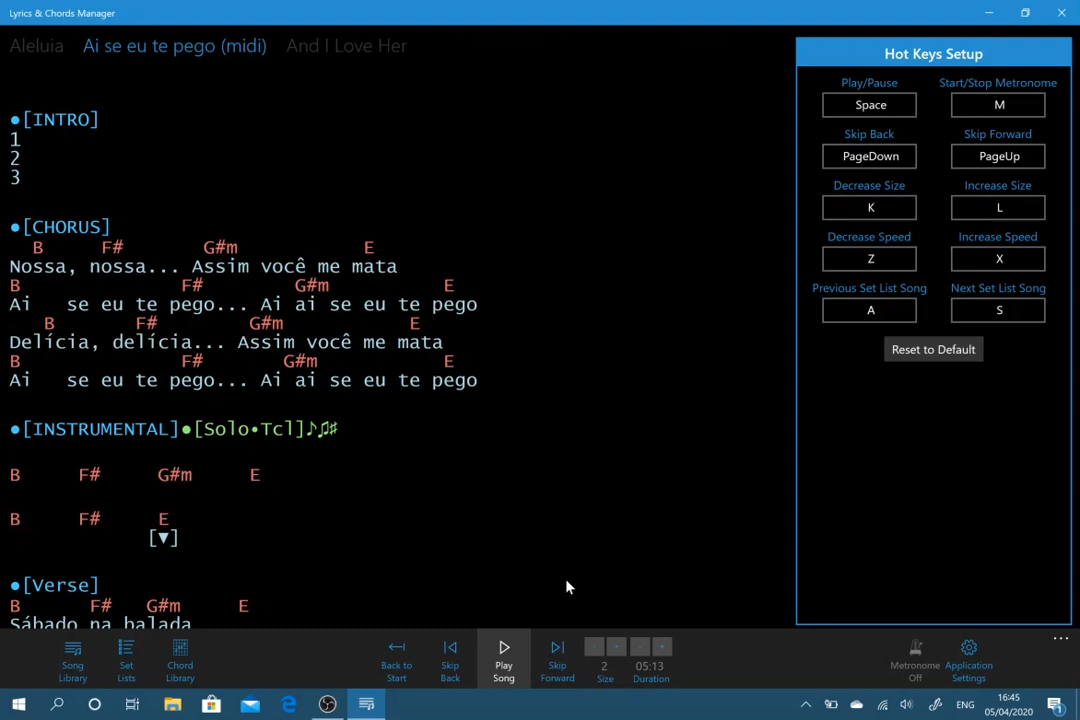 Lyrics & Chords Manager
Aleluia Ai se eu te pego (midi) And I Love Her
●[INTRO]
1
2
3
●[CHORUS]
B F# G#m E
Nossa, nossa... Assim você me mata
B F# G#m E
Ai se eu te pego... Ai ai se eu te pego
B F# G#m E
Delícia, delícia... Assim você me mata
B F# G#m E
Ai se eu te pego... Ai ai se eu te pego
●[INSTRUMENTAL]●[Solo•Tcl]♪♫♯
B F# G#m E
B F# E
[▼]
●[Verse]
B F# G#m E
Sábado na balada
Hot Keys Setup
Play/Pause Start/Stop Metronome
Space M
Skip Back Skip Forward
PageDown PageUp
Decrease Size Increase Size
K L
Decrease Speed Increase Speed
Z X
Previous Set List Song Next Set List Song
A S
Reset to Default
Song Library
Set Lists
Chord Library
Back to Start
Skip Back
Play Song
Skip Forward
- + - +
2 05:13
Size Duration
Metronome Off
Application Settings
ENG
16:45
05/04/2020
1